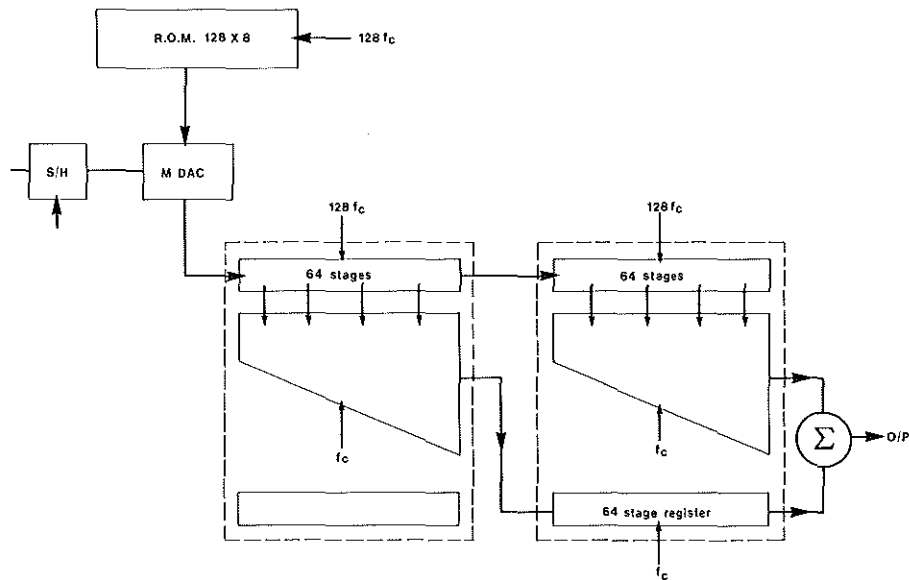 R.O.M. 128 X 8
128 fc
S/H
M DAC
128 fc
128 fc
64 stages
64 stages
fc
fc
Σ
O/P
64 stage register
fc